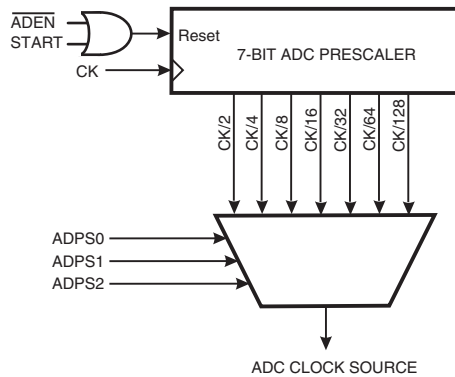 ADEN
START
Reset
7-BIT ADC PRESCALER
CK
CK/2
CK/4
CK/8
CK/16
CK/32
CK/64
CK/128
ADPS0
ADPS1
ADPS2
ADC CLOCK SOURCE